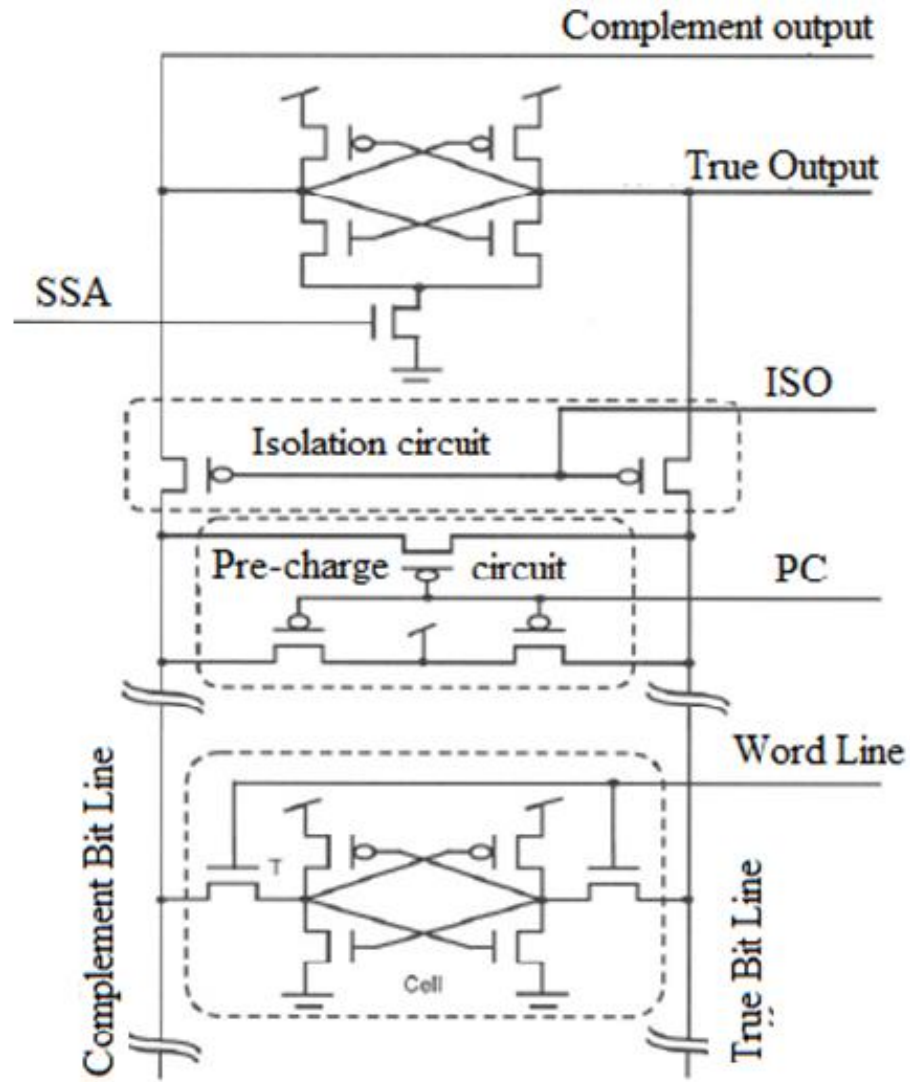 Complement output
True Output
SSA
ISO
Isolation circuit
Pre-charge circuit
PC
Word Line
T
Cell
Complement Bit Line
True Bit Line